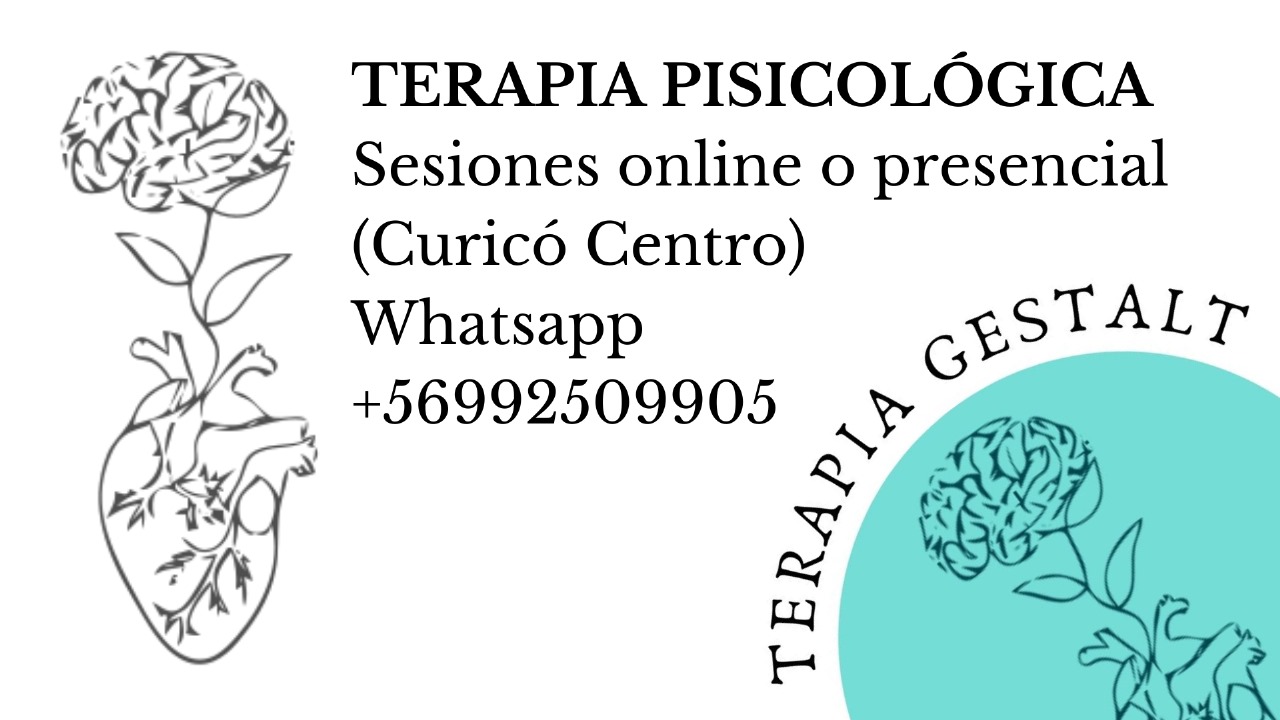 TERAPIA PISICOLÓGICA
Sesiones online o presencial
(Curicó Centro)
Whatsapp
+56992509905
TERAPIA GESTALT